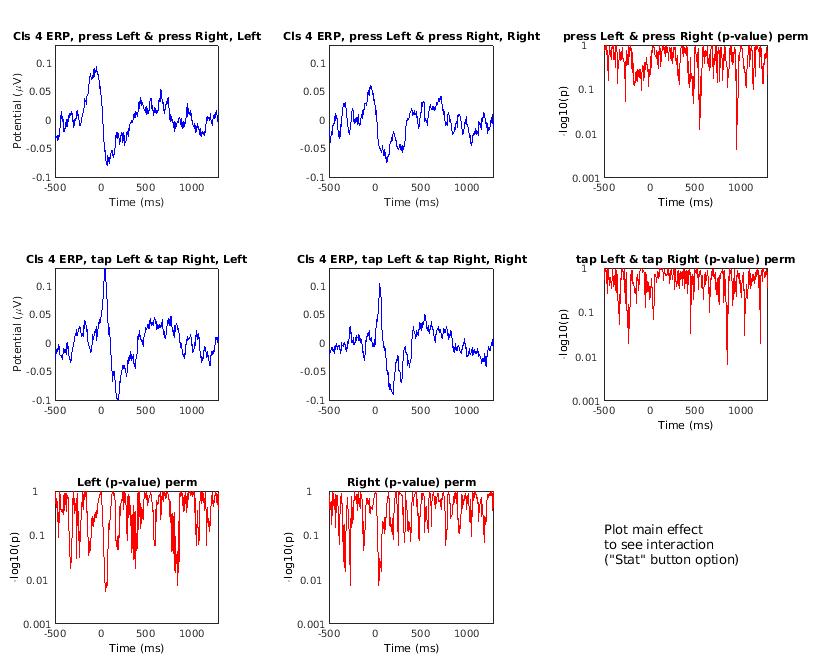 Cls 4 ERP, press Left & press Right, Left
Cls 4 ERP, press Left & press Right, Right
press Left & press Right (p-value) perm
Potential (μV)
0.1
0.05
0
-0.05
-0.1
-500 0 500 1000
Time (ms)
0.1
0.05
0
-0.05
-0.1
-500 0 500 1000
Time (ms)
-log10(p)
1
0.1
0.01
0.001
-500 0 500 1000
Time (ms)
Cls 4 ERP, tap Left & tap Right, Left
Cls 4 ERP, tap Left & tap Right, Right
tap Left & tap Right (p-value) perm
Potential (μV)
0.1
0.05
0
-0.05
-0.1
-500 0 500 1000
Time (ms)
0.1
0.05
0
-0.05
-0.1
-500 0 500 1000
Time (ms)
-log10(p)
1
0.1
0.01
0.001
-500 0 500 1000
Time (ms)
Left (p-value) perm
Right (p-value) perm
-log10(p)
1
0.1
0.01
0.001
-500 0 500 1000
Time (ms)
-log10(p)
1
0.1
0.01
0.001
-500 0 500 1000
Time (ms)
Plot main effect
to see interaction
("Stat" button option)